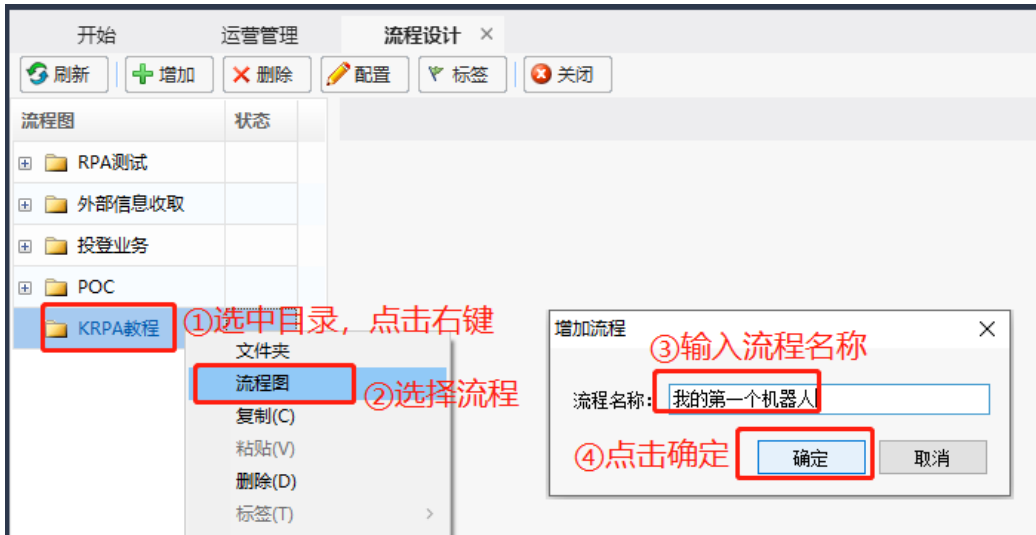 开始 运营管理 流程设计 ×
刷新 增加 删除 配置 标签 关闭
流程图 状态
RPA测试
外部信息收取
投登业务
POC
KRPA教程
①选中目录，点击右键
文件夹
流程图
②选择流程
复制(C)
粘贴(V)
删除(D)
标签(T)
增加流程
③输入流程名称
流程名称: 我的第一个机器人
④点击确定
确定 取消